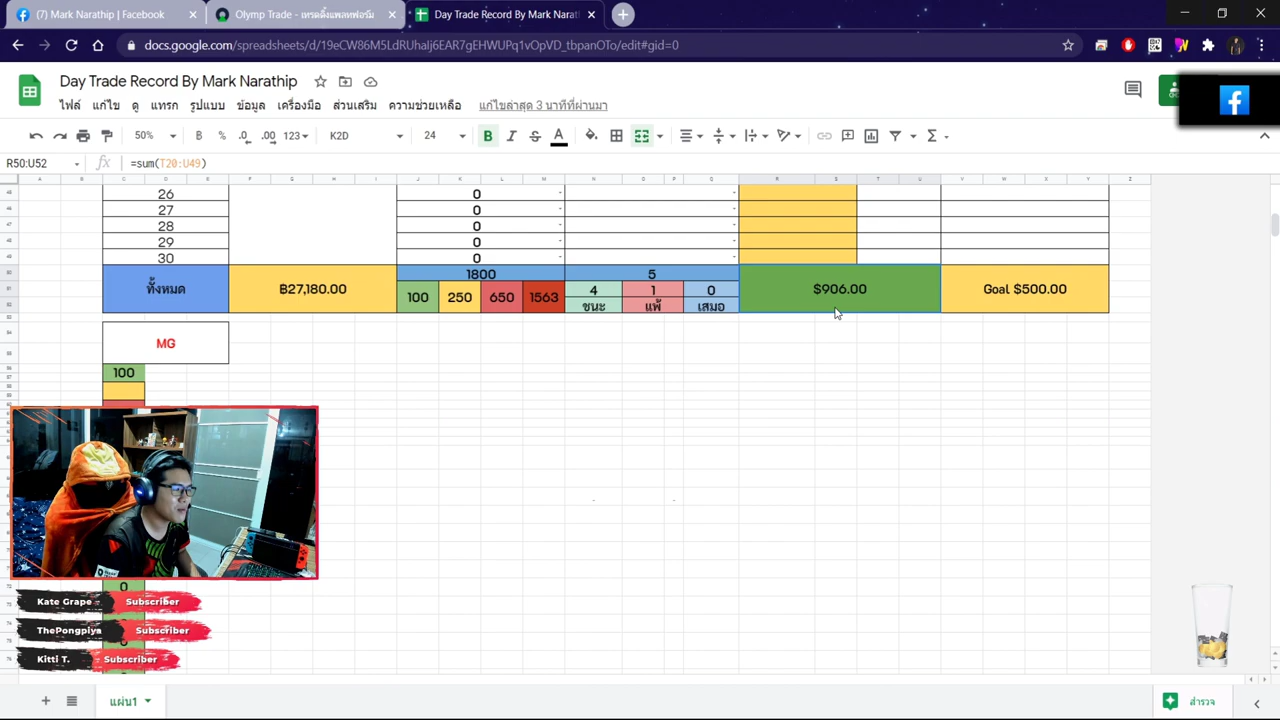 (7) Mark Narathip | Facebook
Olymp Trade - เทรดดิ้งแพลทฟอร์ม
Day Trade Record By Mark Narat
docs.google.com/spreadsheets/d/19eCW86M5LdRUhaIj6EAR7gEHWUPq1vOpVD_tbpanOTo/edit#gid=0
Day Trade Record By Mark Narathip
ไฟล์ แก้ไข ดู แทรก รูปแบบ ข้อมูล เครื่องมือ ส่วนเสริม ความช่วยเหลือ แก้ไขล่าสุด 3 นาทีที่ผ่านมา
50% ฿ % .0 .00 123 K2D 24 B I S A
R50:U52 fx =sum(T20:U49)
26 0 - -
27 0 - -
28 0 - -
29 0 - -
30 0 - -
ทั้งหมด ฿27,180.00 1800 5 $906.00 Goal $500.00
100 250 650 1563 4 1 0
ชนะ แพ้ เสมอ
MG
100
0
Kate Grape Subscriber
ThePongpiya Subscriber
Kitti T. Subscriber
แผ่น1
สำรวจ